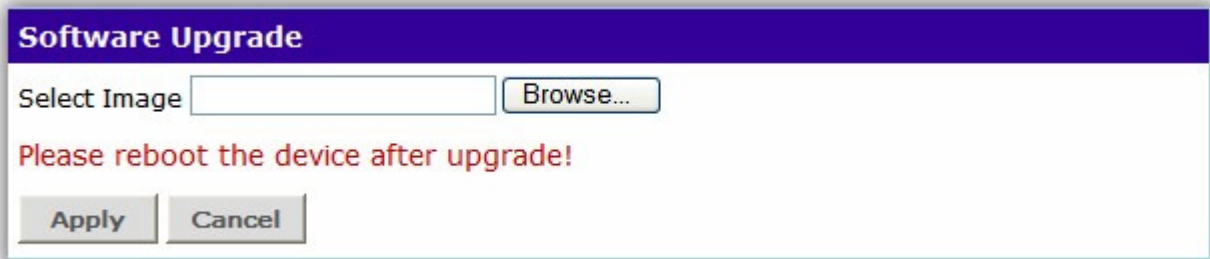 Software Upgrade
Select Image Browse...
Please reboot the device after upgrade!
Apply Cancel